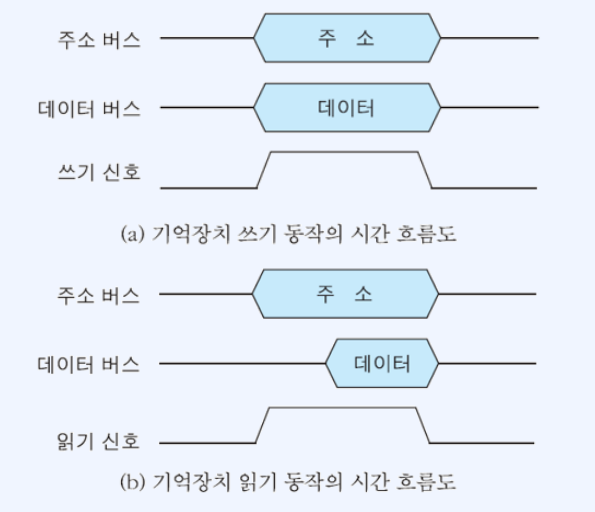 주소 버스
주 소
데이터 버스
데이터
쓰기 신호
(a) 기억장치 쓰기 동작의 시간 흐름도
주소 버스
주 소
데이터 버스
데이터
읽기 신호
(b) 기억장치 읽기 동작의 시간 흐름도